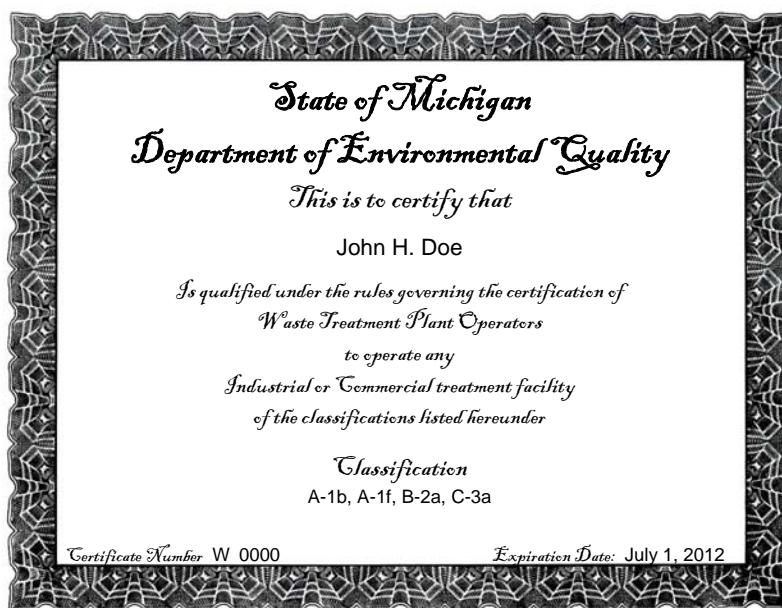 State of Michigan
Department of Environmental Quality
This is to certify that
John H. Doe
Is qualified under the rules governing the certification of
Waste Treatment Plant Operators
to operate any
Industrial or Commercial treatment facility
of the classifications listed hereunder
Classification
A-1b, A-1f, B-2a, C-3a
Certificate Number W 0000 Expiration Date: July 1, 2012